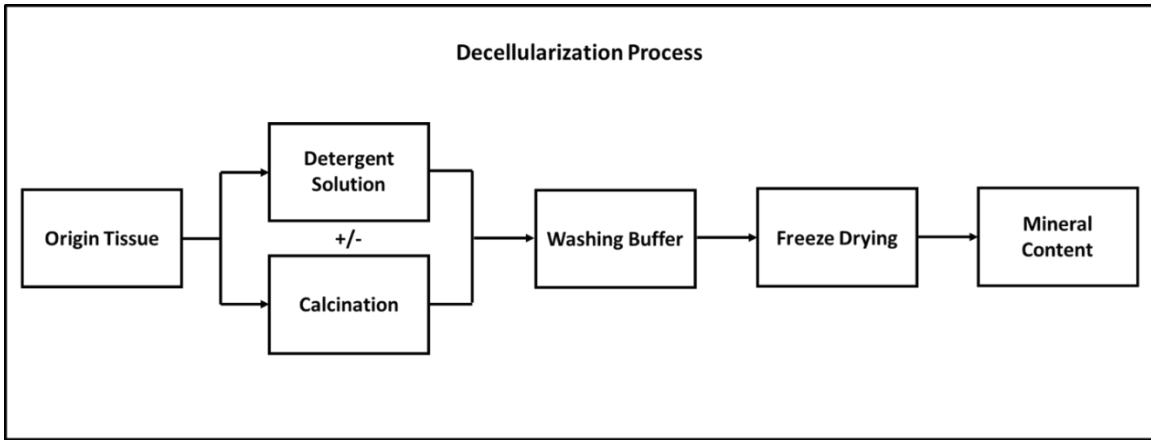 Decellularization Process
Origin Tissue
Detergent
Solution
+/-
Calcination
Washing Buffer
Freeze Drying
Mineral
Content